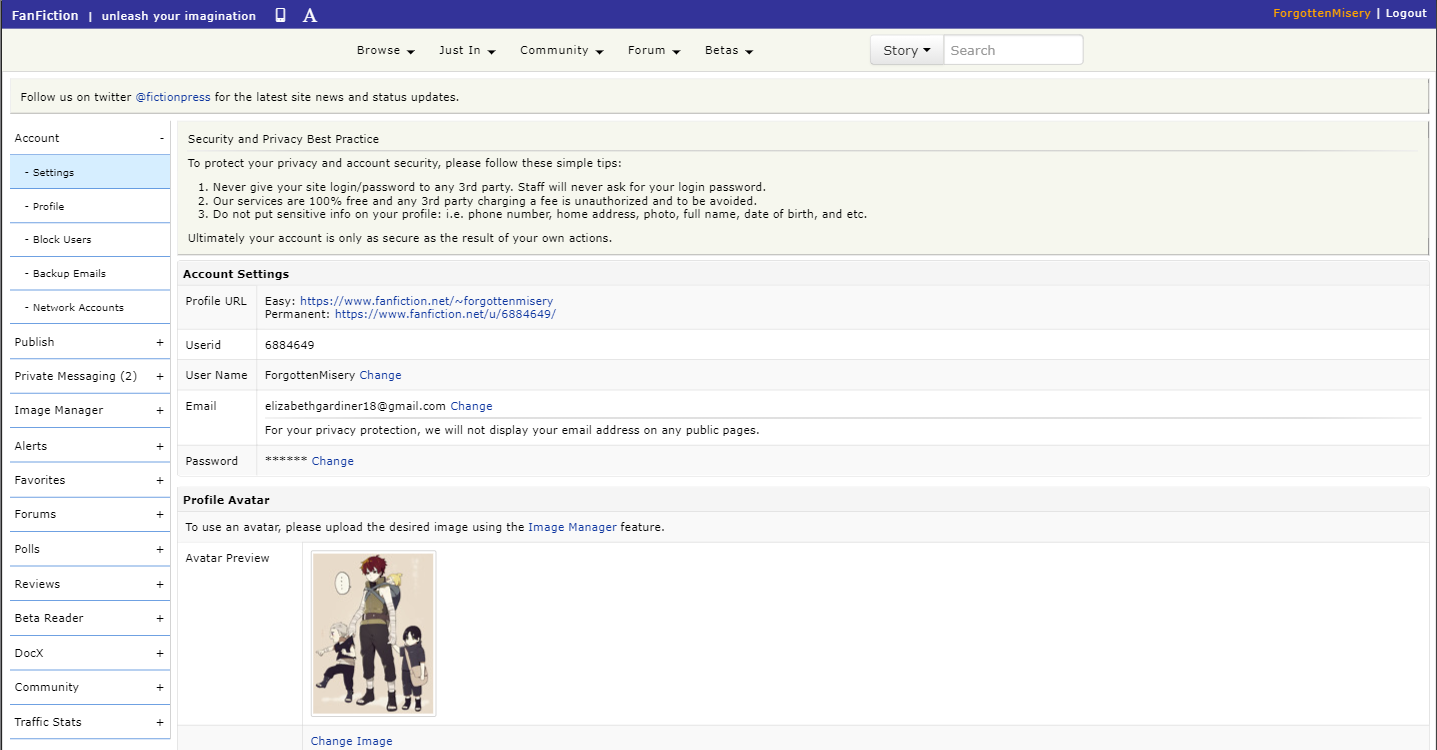 FanFiction | unleash your imagination A
ForgottenMisery | Logout
Browse Just In Community Forum Betas Story Search
Follow us on twitter @fictionpress for the latest site news and status updates.
Account -
- Settings
- Profile
- Block Users
- Backup Emails
- Network Accounts
Publish +
Private Messaging (2) +
Image Manager +
Alerts +
Favorites +
Forums +
Polls +
Reviews +
Beta Reader +
DocX +
Community +
Traffic Stats +
Security and Privacy Best Practice
To protect your privacy and account security, please follow these simple tips:
1. Never give your site login/password to any 3rd party. Staff will never ask for your login password.
2. Our services are 100% free and any 3rd party charging a fee is unauthorized and to be avoided.
3. Do not put sensitive info on your profile: i.e. phone number, home address, photo, full name, date of birth, and etc.
Ultimately your account is only as secure as the result of your own actions.
Account Settings
Profile URL Easy: https://www.fanfiction.net/~forgottenmisery
Permanent: https://www.fanfiction.net/u/6884649/
Userid 6884649
User Name ForgottenMisery Change
Email elizabethgardiner18@gmail.com Change
For your privacy protection, we will not display your email address on any public pages.
Password ****** Change
Profile Avatar
To use an avatar, please upload the desired image using the Image Manager feature.
Avatar Preview
Change Image